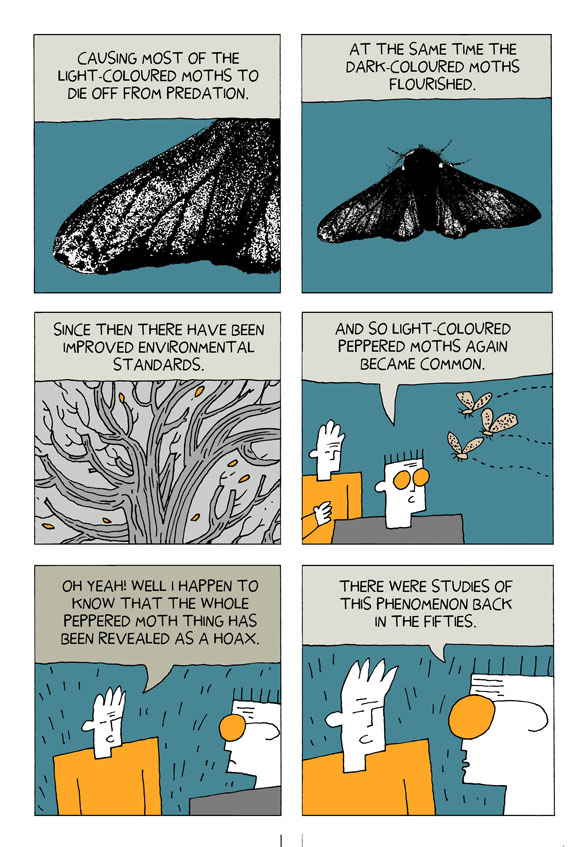 CAUSING MOST OF THE
LIGHT-COLOURED MOTHS TO
DIE OFF FROM PREDATION.
AT THE SAME TIME THE
DARK-COLOURED MOTHS
FLOURISHED.
SINCE THEN THERE HAVE BEEN
IMPROVED ENVIRONMENTAL
STANDARDS.
AND SO LIGHT-COLOURED
PEPPERED MOTHS AGAIN
BECAME COMMON.
OH YEAH! WELL I HAPPEN TO
KNOW THAT THE WHOLE
PEPPERED MOTH THING HAS
BEEN REVEALED AS A HOAX.
THERE WERE STUDIES OF
THIS PHENOMENON BACK
IN THE FIFTIES.